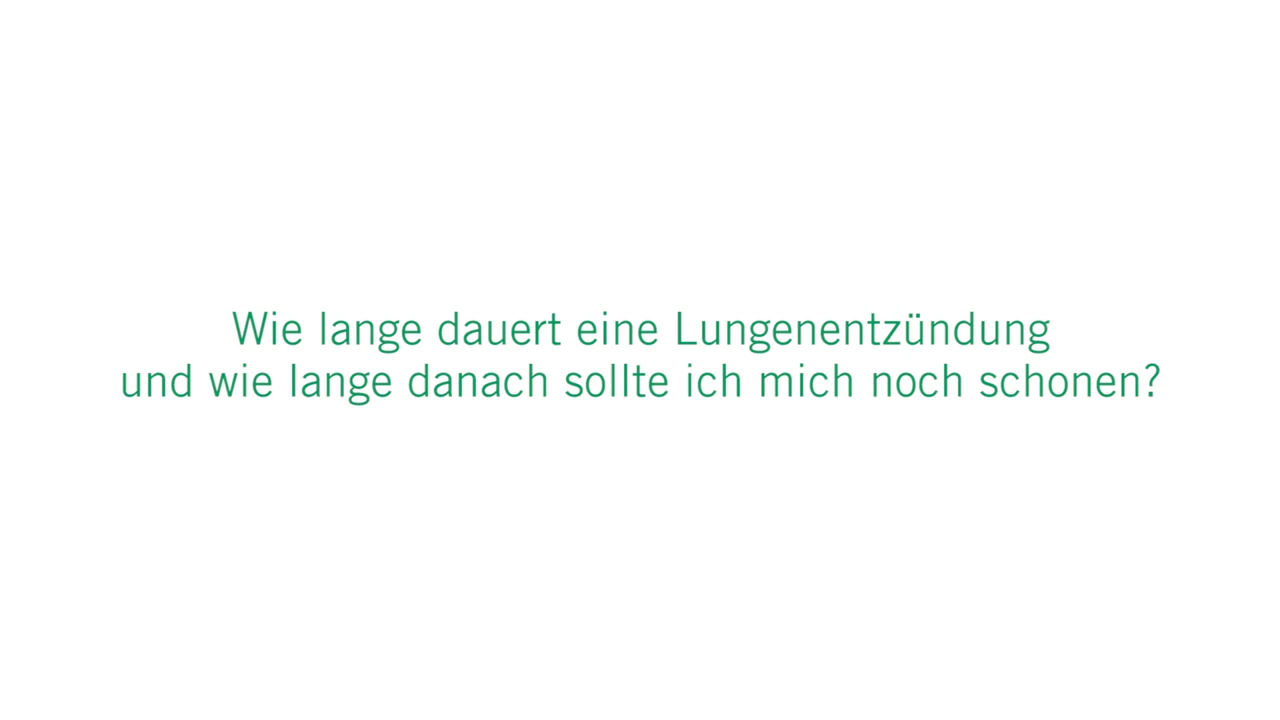 Wie lange dauert eine Lungenentzündung
und wie lange danach sollte ich mich noch schonen?